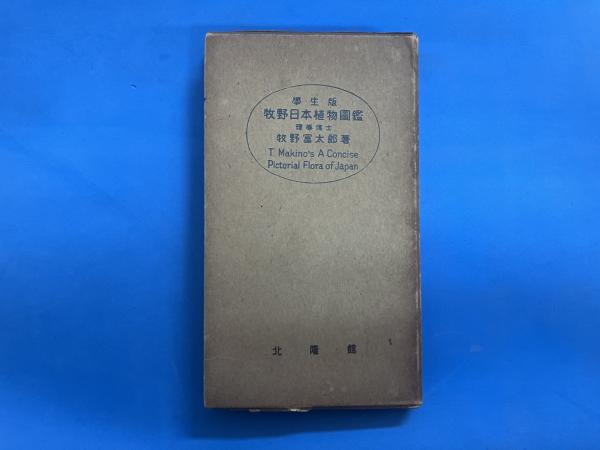 學生版
牧野日本植物圖鑑
理學博士
牧野富太郎著
T. Makino's A Concise
Pictorial Flora of Japan
北隆館